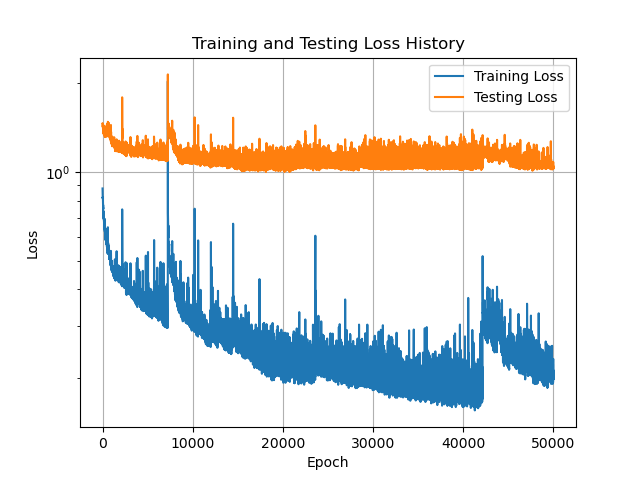 Training and Testing Loss History
Training Loss
Testing Loss
10^0
Loss
0 10000 20000 30000 40000 50000
Epoch